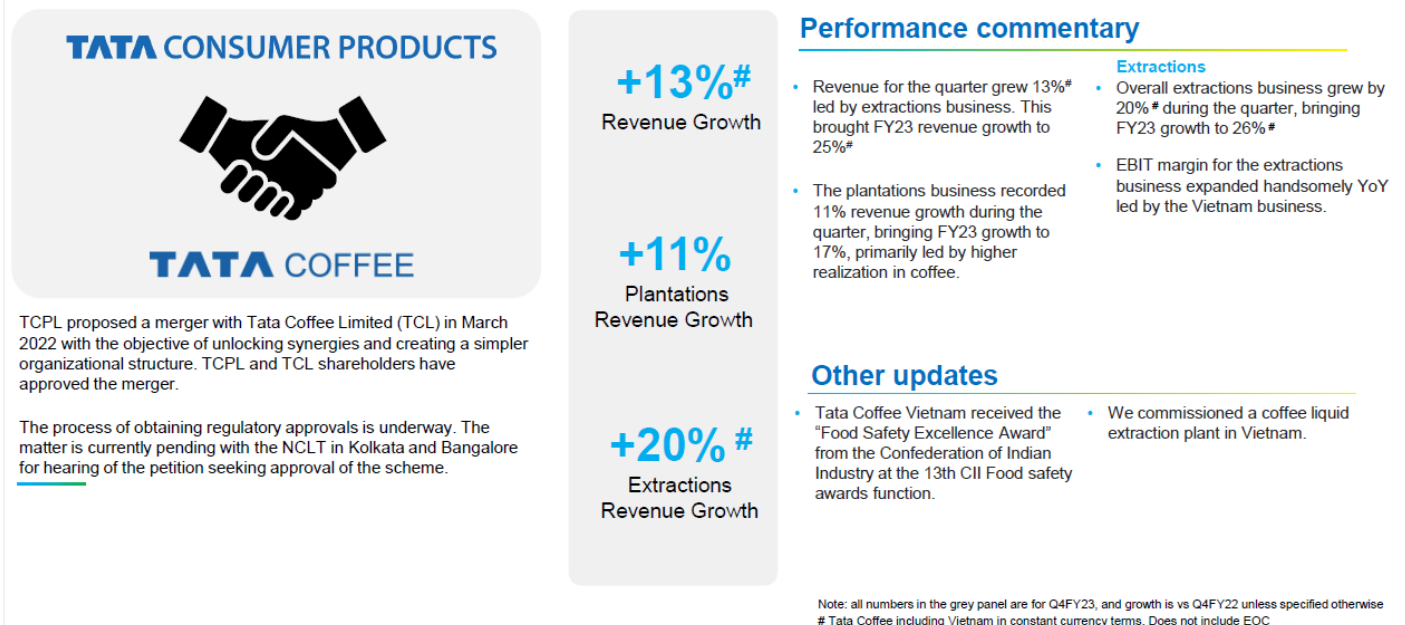 TATA CONSUMER PRODUCTS
TATA COFFEE
TCPL proposed a merger with Tata Coffee Limited (TCL) in March
2022 with the objective of unlocking synergies and creating a simpler
organizational structure. TCPL and TCL shareholders have
approved the merger.
The process of obtaining regulatory approvals is underway. The
matter is currently pending with the NCLT in Kolkata and Bangalore
for hearing of the petition seeking approval of the scheme.
+13%#
Revenue Growth
+11%
Plantations
Revenue Growth
+20% #
Extractions
Revenue Growth
Performance commentary
• Revenue for the quarter grew 13%#
led by extractions business. This
brought FY23 revenue growth to
25%#
• The plantations business recorded
11% revenue growth during the
quarter, bringing FY23 growth to
17%, primarily led by higher
realization in coffee.
Extractions
• Overall extractions business grew by
20% # during the quarter, bringing
FY23 growth to 26% #
• EBIT margin for the extractions
business expanded handsomely YoY
led by the Vietnam business.
Other updates
• Tata Coffee Vietnam received the
“Food Safety Excellence Award”
from the Confederation of Indian
Industry at the 13th CII Food safety
awards function.
• We commissioned a coffee liquid
extraction plant in Vietnam.
Note: all numbers in the grey panel are for Q4FY23, and growth is vs Q4FY22 unless specified otherwise
# Tata Coffee including Vietnam in constant currency terms. Does not include EOC